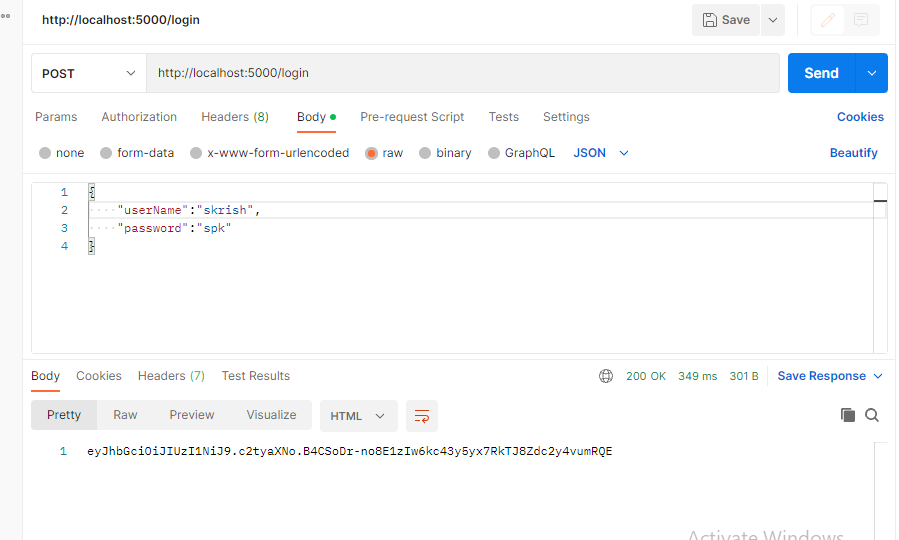 http://localhost:5000/login
Save
POST
http://localhost:5000/login
Send
Params Authorization Headers (8) Body Pre-request Script Tests Settings Cookies
none form-data x-www-form-urlencoded raw binary GraphQL JSON Beautify
1 {
2 ····"userName":"skrish",
3 ····"password":"spk"
4 }
Body Cookies Headers (7) Test Results 200 OK 349 ms 301 B Save Response
Pretty Raw Preview Visualize HTML
1 eyJhbGciOiJIUzI1NiJ9.c2tyaXNo.B4CSoDr-no8E1zIw6kc43y5yx7RkTJ8Zdc2y4vumRQE
Activate Windows